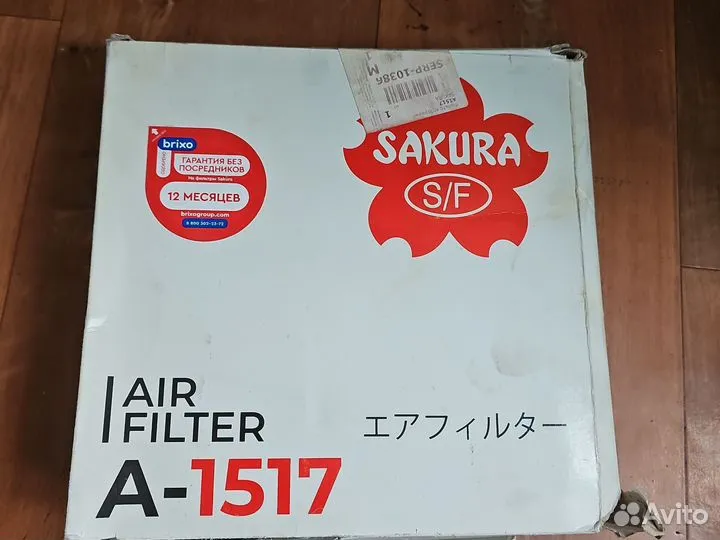 SERP-10386
M
A1517
1
brixo
ГАРАНТИЯ БЕЗ
ПОСРЕДНИКОВ
На фильтры Sakura
12 МЕСЯЦЕВ
brixogroup.com
SAKURA
S/F
AIR
FILTER
エアフィルター
A-1517
Avito